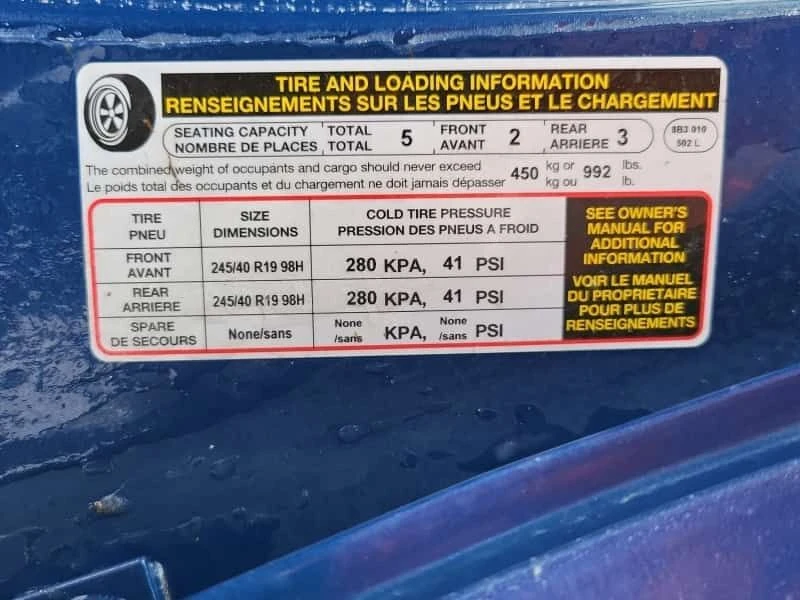 TIRE AND LOADING INFORMATION
RENSEIGNEMENTS SUR LES PNEUS ET LE CHARGEMENT
SEATING CAPACITY TOTAL 5 FRONT 2 REAR 3
NOMBRE DE PLACES TOTAL AVANT ARRIERE
8B3 010
502 L
The combined weight of occupants and cargo should never exceed 450 kg or 992 lbs.
Le poids total des occupants et du chargement ne doit jamais dépasser kg ou lb.
TIRE SIZE COLD TIRE PRESSURE
PNEU DIMENSIONS PRESSION DES PNEUS A FROID
FRONT
AVANT 245/40 R19 98H 280 KPA, 41 PSI
REAR
ARRIERE 245/40 R19 98H 280 KPA, 41 PSI
SPARE
DE SECOURS None/sans None /sans KPA, None /sans PSI
SEE OWNER'S
MANUAL FOR
ADDITIONAL
INFORMATION
VOIR LE MANUEL
DU PROPRIETAIRE
POUR PLUS DE
RENSEIGNEMENTS